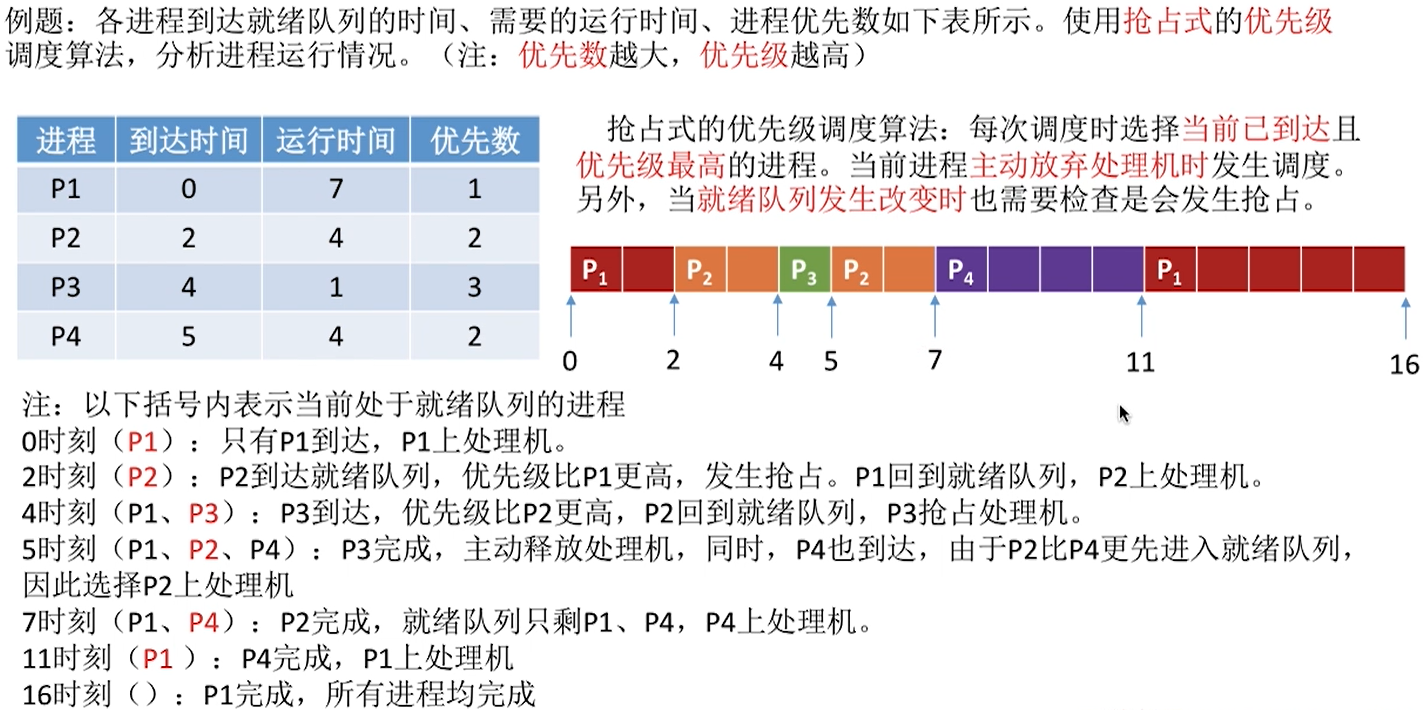 例题：各进程到达就绪队列的时间、需要的运行时间、进程优先数如下表所示。使用抢占式的优先级
调度算法，分析进程运行情况。（注：优先数越大，优先级越高）
进程 到达时间 运行时间 优先数
P1 0 7 1
P2 2 4 2
P3 4 1 3
P4 5 4 2
抢占式的优先级调度算法：每次调度时选择当前已到达且
优先级最高的进程。当前进程主动放弃处理机时发生调度。
另外，当就绪队列发生改变时也需要检查是会发生抢占。
P1 P2 P3 P2 P4 P1
0 2 4 5 7 11 16
注：以下括号内表示当前处于就绪队列的进程
0时刻（P1）：只有P1到达，P1上处理机。
2时刻（P2）：P2到达就绪队列，优先级比P1更高，发生抢占。P1回到就绪队列，P2上处理机。
4时刻（P1、P3）：P3到达，优先级比P2更高，P2回到就绪队列，P3抢占处理机。
5时刻（P1、P2、P4）：P3完成，主动释放处理机，同时，P4也到达，由于P2比P4更先进入就绪队列，
因此选择P2上处理机
7时刻（P1、P4）：P2完成，就绪队列只剩P1、P4，P4上处理机。
11时刻（P1 ）：P4完成，P1上处理机
16时刻（）：P1完成，所有进程均完成